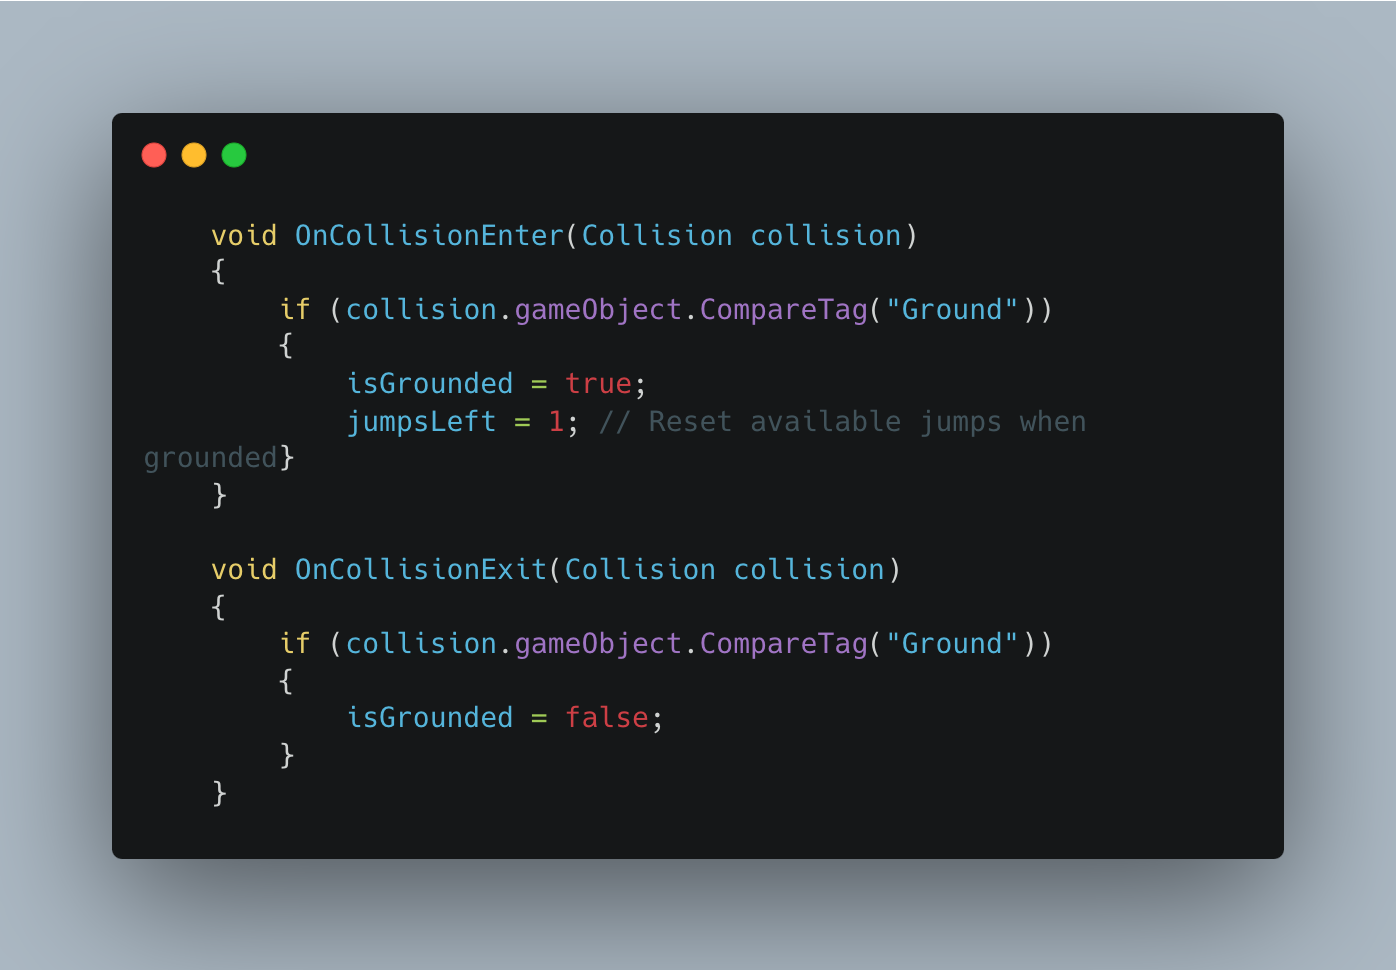 void OnCollisionEnter(Collision collision)
    {
        if (collision.gameObject.CompareTag("Ground"))
        {
            isGrounded = true;
            jumpsLeft = 1; // Reset available jumps when
grounded}
    }

    void OnCollisionExit(Collision collision)
    {
        if (collision.gameObject.CompareTag("Ground"))
        {
            isGrounded = false;
        }
    }